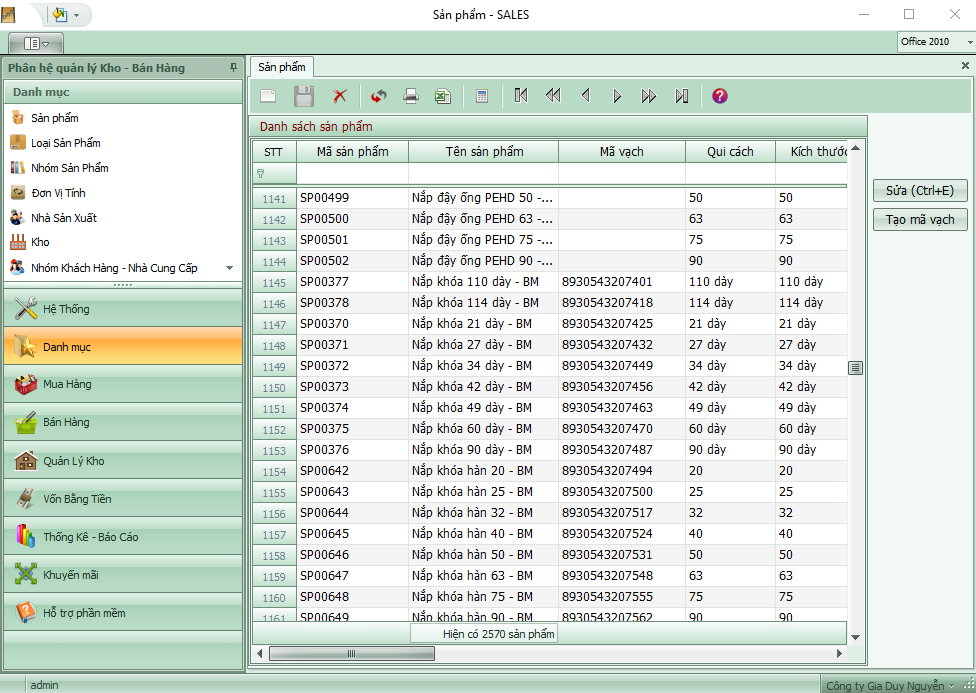 Sản phẩm - SALES
Office 2010
Phân hệ quản lý Kho - Bán Hàng
Danh mục
Sản phẩm
Loại Sản Phẩm
Nhóm Sản Phẩm
Đơn Vị Tính
Nhà Sản Xuất
Kho
Nhóm Khách Hàng - Nhà Cung Cấp
Hệ Thống
Danh mục
Mua Hàng
Bán Hàng
Quản Lý Kho
Vốn Bằng Tiền
Thống Kê - Báo Cáo
Khuyến mãi
Hỗ trợ phần mềm
Sản phẩm
Danh sách sản phẩm
STT Mã sản phẩm Tên sản phẩm Mã vạch Qui cách Kích thước
1141 SP00499 Nắp đậy ống PEHD 50 -... 50 50
1142 SP00500 Nắp đậy ống PEHD 63 -... 63 63
1143 SP00501 Nắp đậy ống PEHD 75 -... 75 75
1144 SP00502 Nắp đậy ống PEHD 90 -... 90 90
1145 SP00377 Nắp khóa 110 dày - BM 8930543207401 110 dày 110 dày
1146 SP00378 Nắp khóa 114 dày - BM 8930543207418 114 dày 114 dày
1147 SP00370 Nắp khóa 21 dày - BM 8930543207425 21 dày 21 dày
1148 SP00371 Nắp khóa 27 dày - BM 8930543207432 27 dày 27 dày
1149 SP00372 Nắp khóa 34 dày - BM 8930543207449 34 dày 34 dày
1150 SP00373 Nắp khóa 42 dày - BM 8930543207456 42 dày 42 dày
1151 SP00374 Nắp khóa 49 dày - BM 8930543207463 49 dày 49 dày
1152 SP00375 Nắp khóa 60 dày - BM 8930543207470 60 dày 60 dày
1153 SP00376 Nắp khóa 90 dày - BM 8930543207487 90 dày 90 dày
1154 SP00642 Nắp khóa hàn 20 - BM 8930543207494 20 20
1155 SP00643 Nắp khóa hàn 25 - BM 8930543207500 25 25
1156 SP00644 Nắp khóa hàn 32 - BM 8930543207517 32 32
1157 SP00645 Nắp khóa hàn 40 - BM 8930543207524 40 40
1158 SP00646 Nắp khóa hàn 50 - BM 8930543207531 50 50
1159 SP00647 Nắp khóa hàn 63 - BM 8930543207548 63 63
1160 SP00648 Nắp khóa hàn 75 - BM 8930543207555 75 75
1161 SP00649 Nắp khóa hàn 90 - BM 8930543207562 90 90
Hiện có 2570 sản phẩm
Sửa (Ctrl+E)
Tạo mã vạch
admin
Công ty Gia Duy Nguyễn